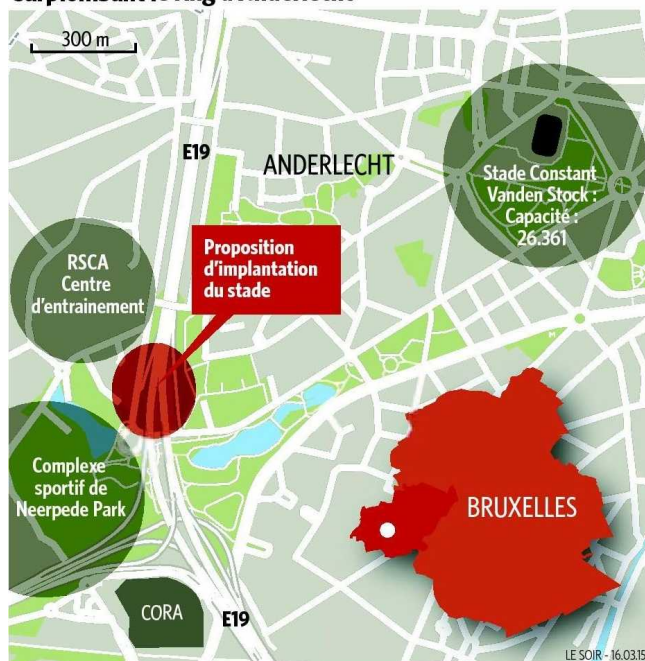 300 m
E19
ANDERLECHT
Stade Constant
Vanden Stock :
Capacité :
26.361
Proposition
d'implantation
du stade
RSCA
Centre
d'entrainement
Complexe
sportif de
Neerpede Park
BRUXELLES
CORA
E19
M
LE SOIR - 16.03.15